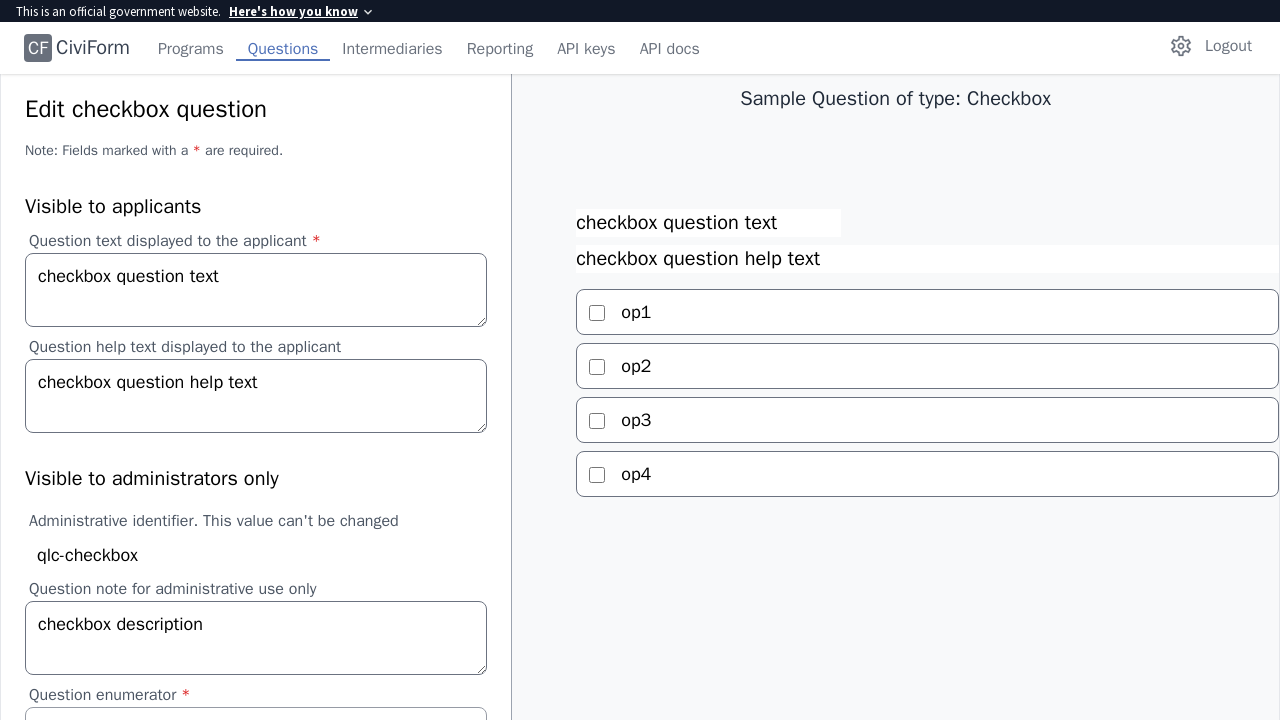 This is an official government website. Here's how you know
CF CiviForm Programs Questions Intermediaries Reporting API keys API docs Logout
Edit checkbox question
Note: Fields marked with a * are required.
Visible to applicants
Question text displayed to the applicant *
checkbox question text
Question help text displayed to the applicant
checkbox question help text
Visible to administrators only
Administrative identifier. This value can't be changed
qlc-checkbox
Question note for administrative use only
checkbox description
Question enumerator *
Sample Question of type: Checkbox
checkbox question text
checkbox question help text
op1
op2
op3
op4